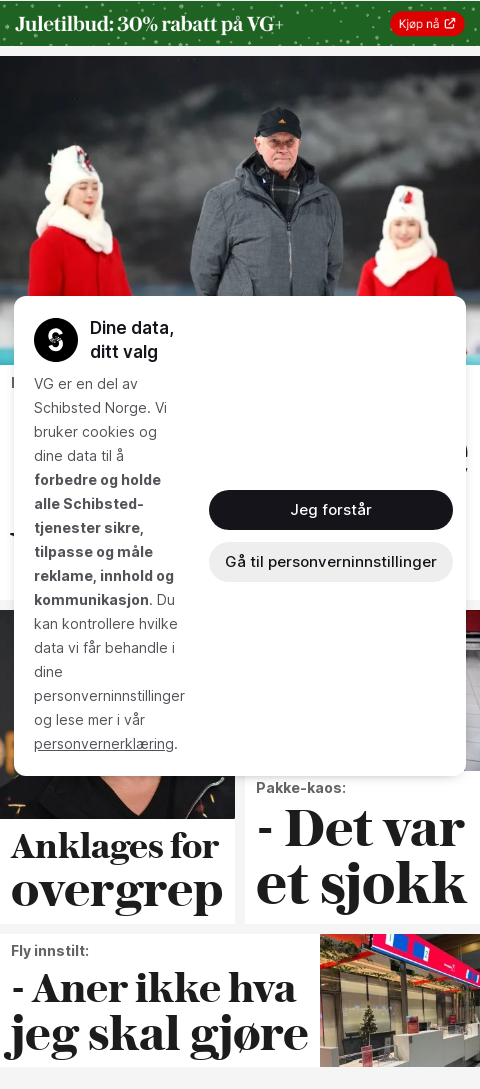 Juletilbud: 30% rabatt på VG+
Kjøp nå
Dine data,
ditt valg
VG er en del av
Schibsted Norge. Vi
bruker cookies og
dine data til å
forbedre og holde
alle Schibsted-
tjenester sikre,
tilpasse og måle
reklame, innhold og
kommunikasjon. Du
kan kontrollere hvilke
data vi får behandle i
dine
personverninnstillinger
og lese mer i vår
personvernerklæring.
Jeg forstår
Gå til personverninnstillinger
Anklages for
overgrep
Pakke-kaos:
- Det var
et sjokk
Fly innstilt:
- Aner ikke hva
jeg skal gjøre